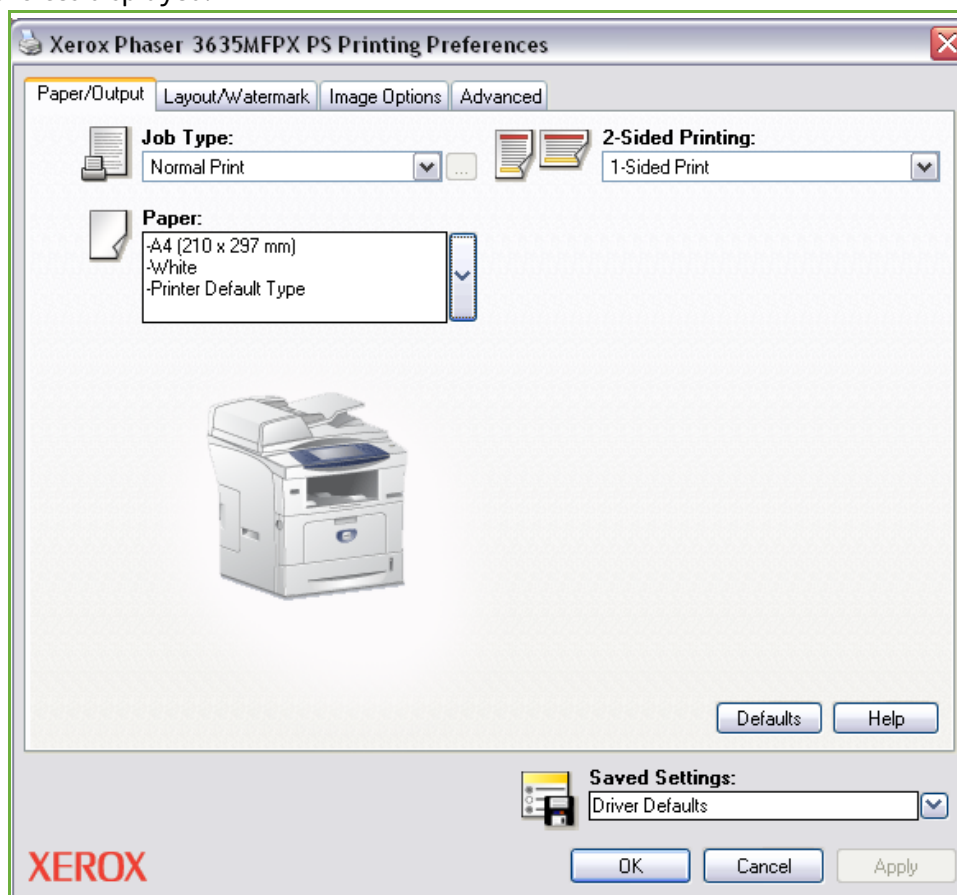 Xerox Phaser 3635MFPX PS Printing Preferences
Paper/Output Layout/Watermark Image Options Advanced
Job Type:
Normal Print
...
2-Sided Printing:
1-Sided Print
Paper:
-A4 (210 x 297 mm)
-White
-Printer Default Type
Defaults Help
Saved Settings:
Driver Defaults
XEROX
OK Cancel Apply